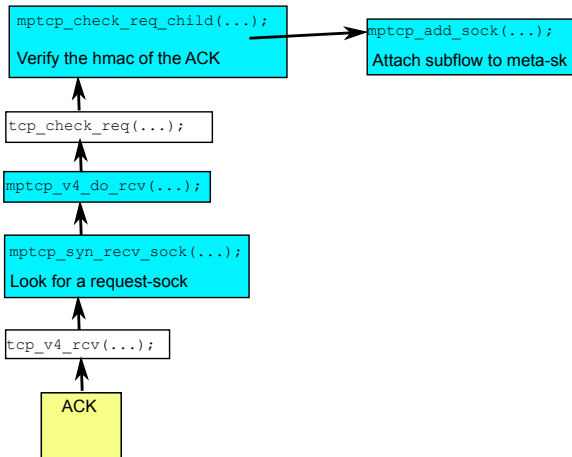 mptcp_check_req_child(...);
Verify the hmac of the ACK
mptcp_add_sock(...);
Attach subflow to meta-sk
tcp_check_req(...);
mptcp_v4_do_rcv(...);
mptcp_syn_recv_sock(...);
Look for a request-sock
tcp_v4_rcv(...);
ACK